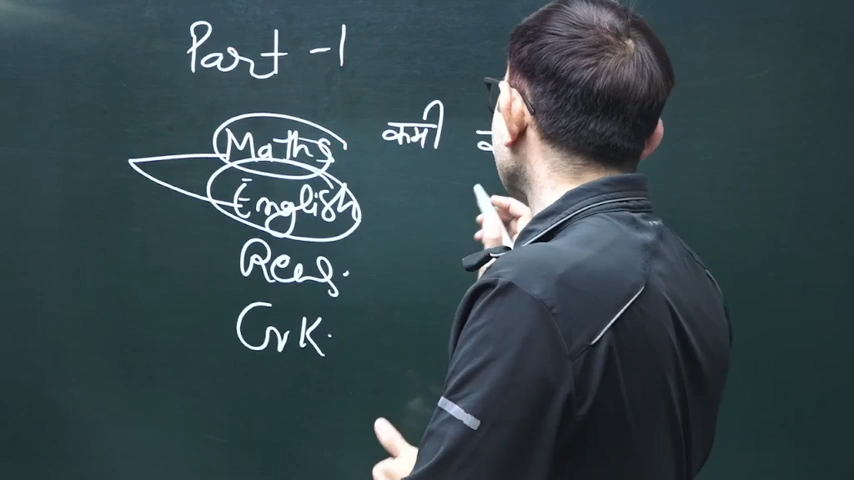 Part -1
Maths कमी
English
Reas.
GK.